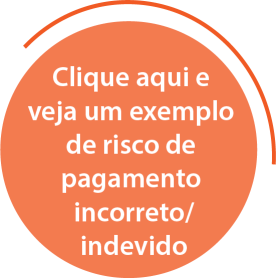 Clique aqui e
veja um exemplo
de risco de
pagamento
incorreto/
indevido